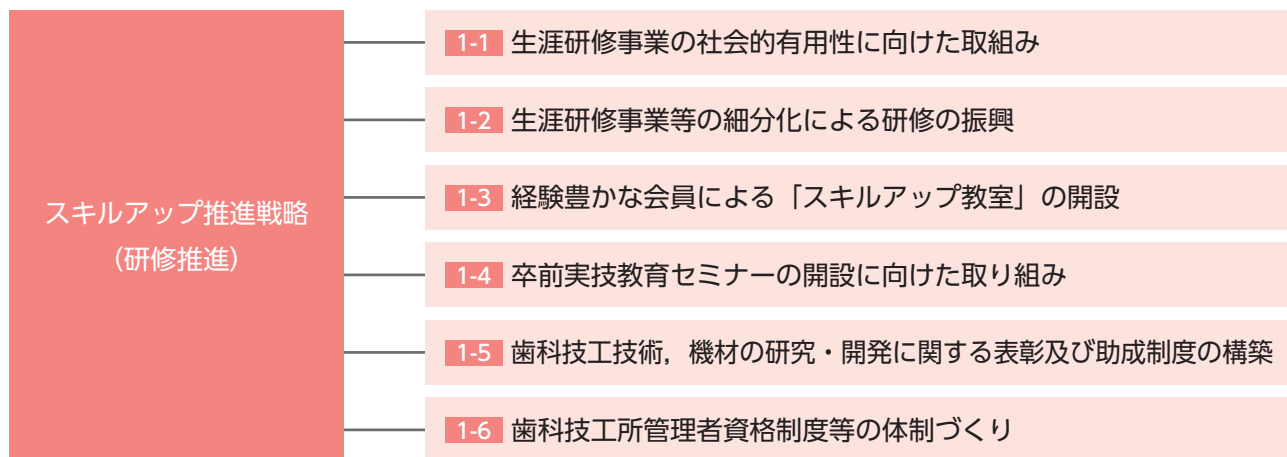 スキルアップ推進戦略
（研修推進）
1-1 生涯研修事業の社会的有用性に向けた取組み
1-2 生涯研修事業等の細分化による研修の振興
1-3 経験豊かな会員による「スキルアップ教室」の開設
1-4 卒前実技教育セミナーの開設に向けた取り組み
1-5 歯科技工技術，機材の研究・開発に関する表彰及び助成制度の構築
1-6 歯科技工所管理者資格制度等の体制づくり